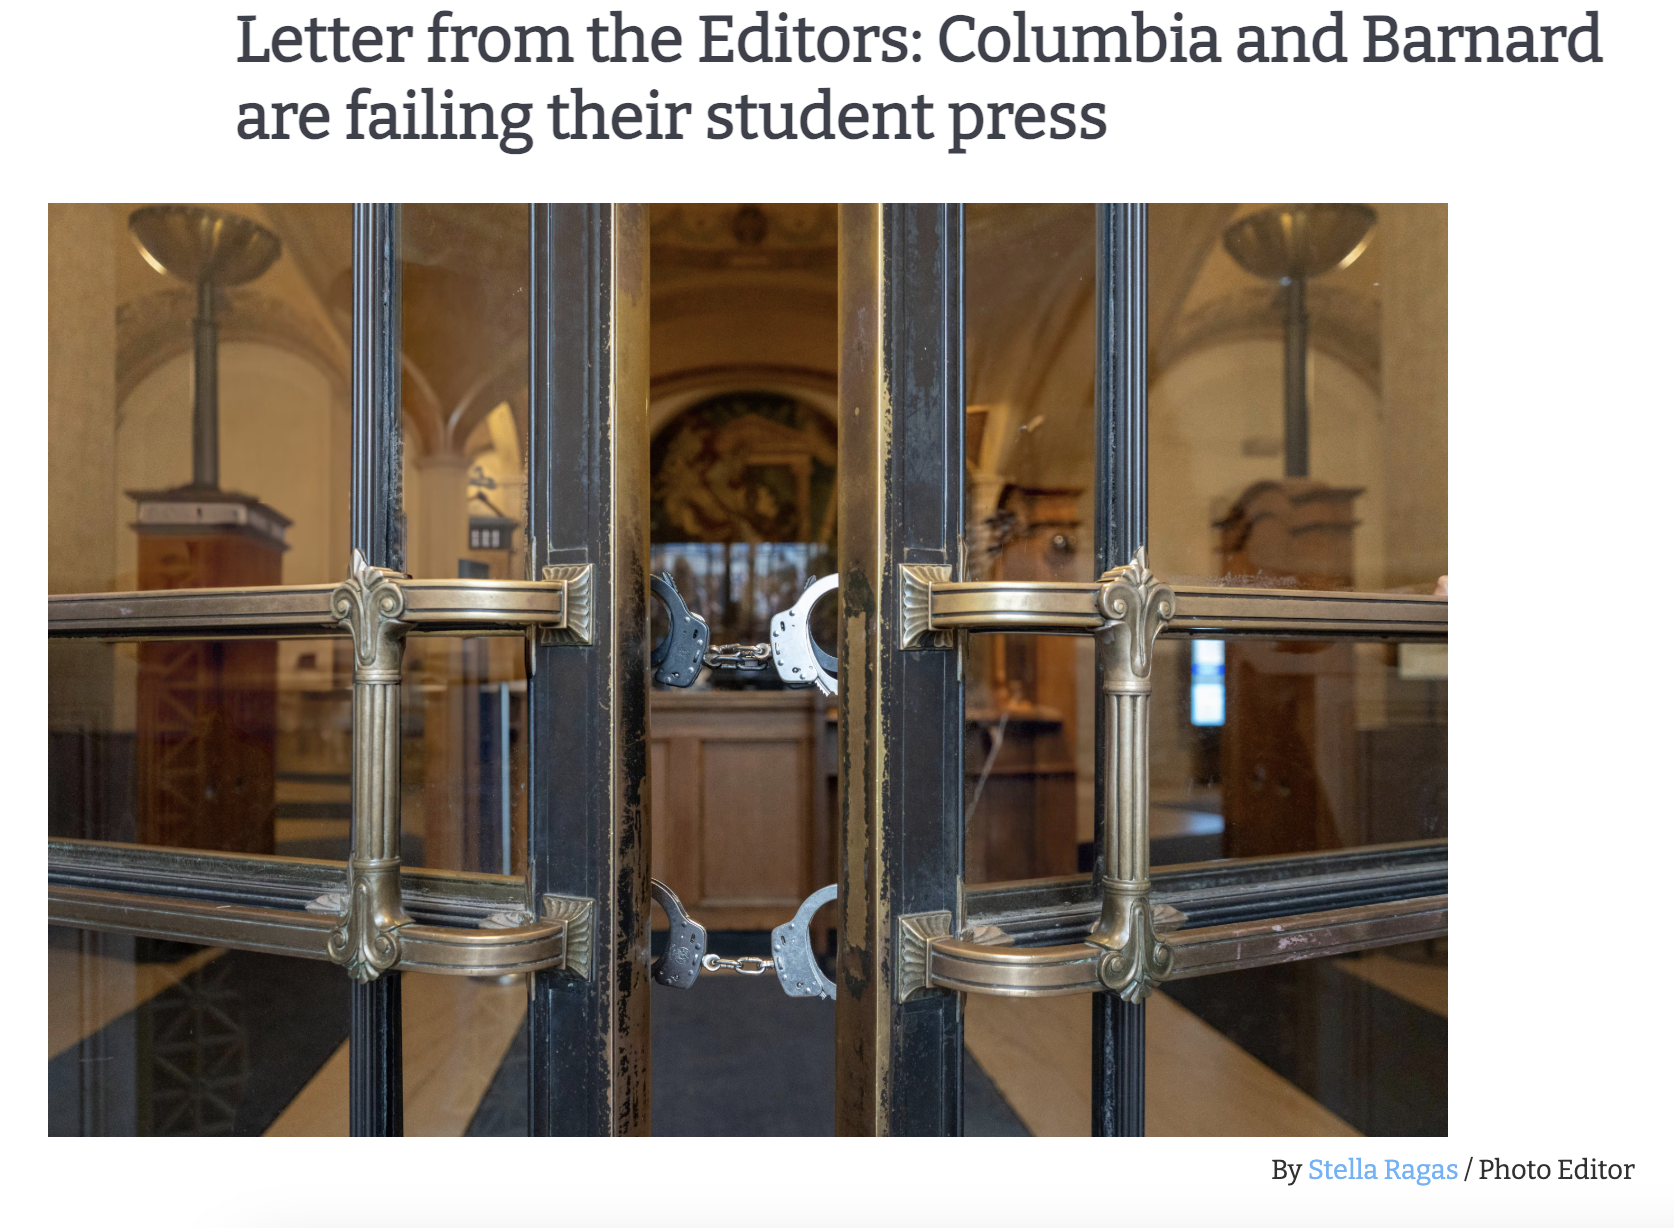 Letter from the Editors: Columbia and Barnard
are failing their student press
By Stella Ragas / Photo Editor